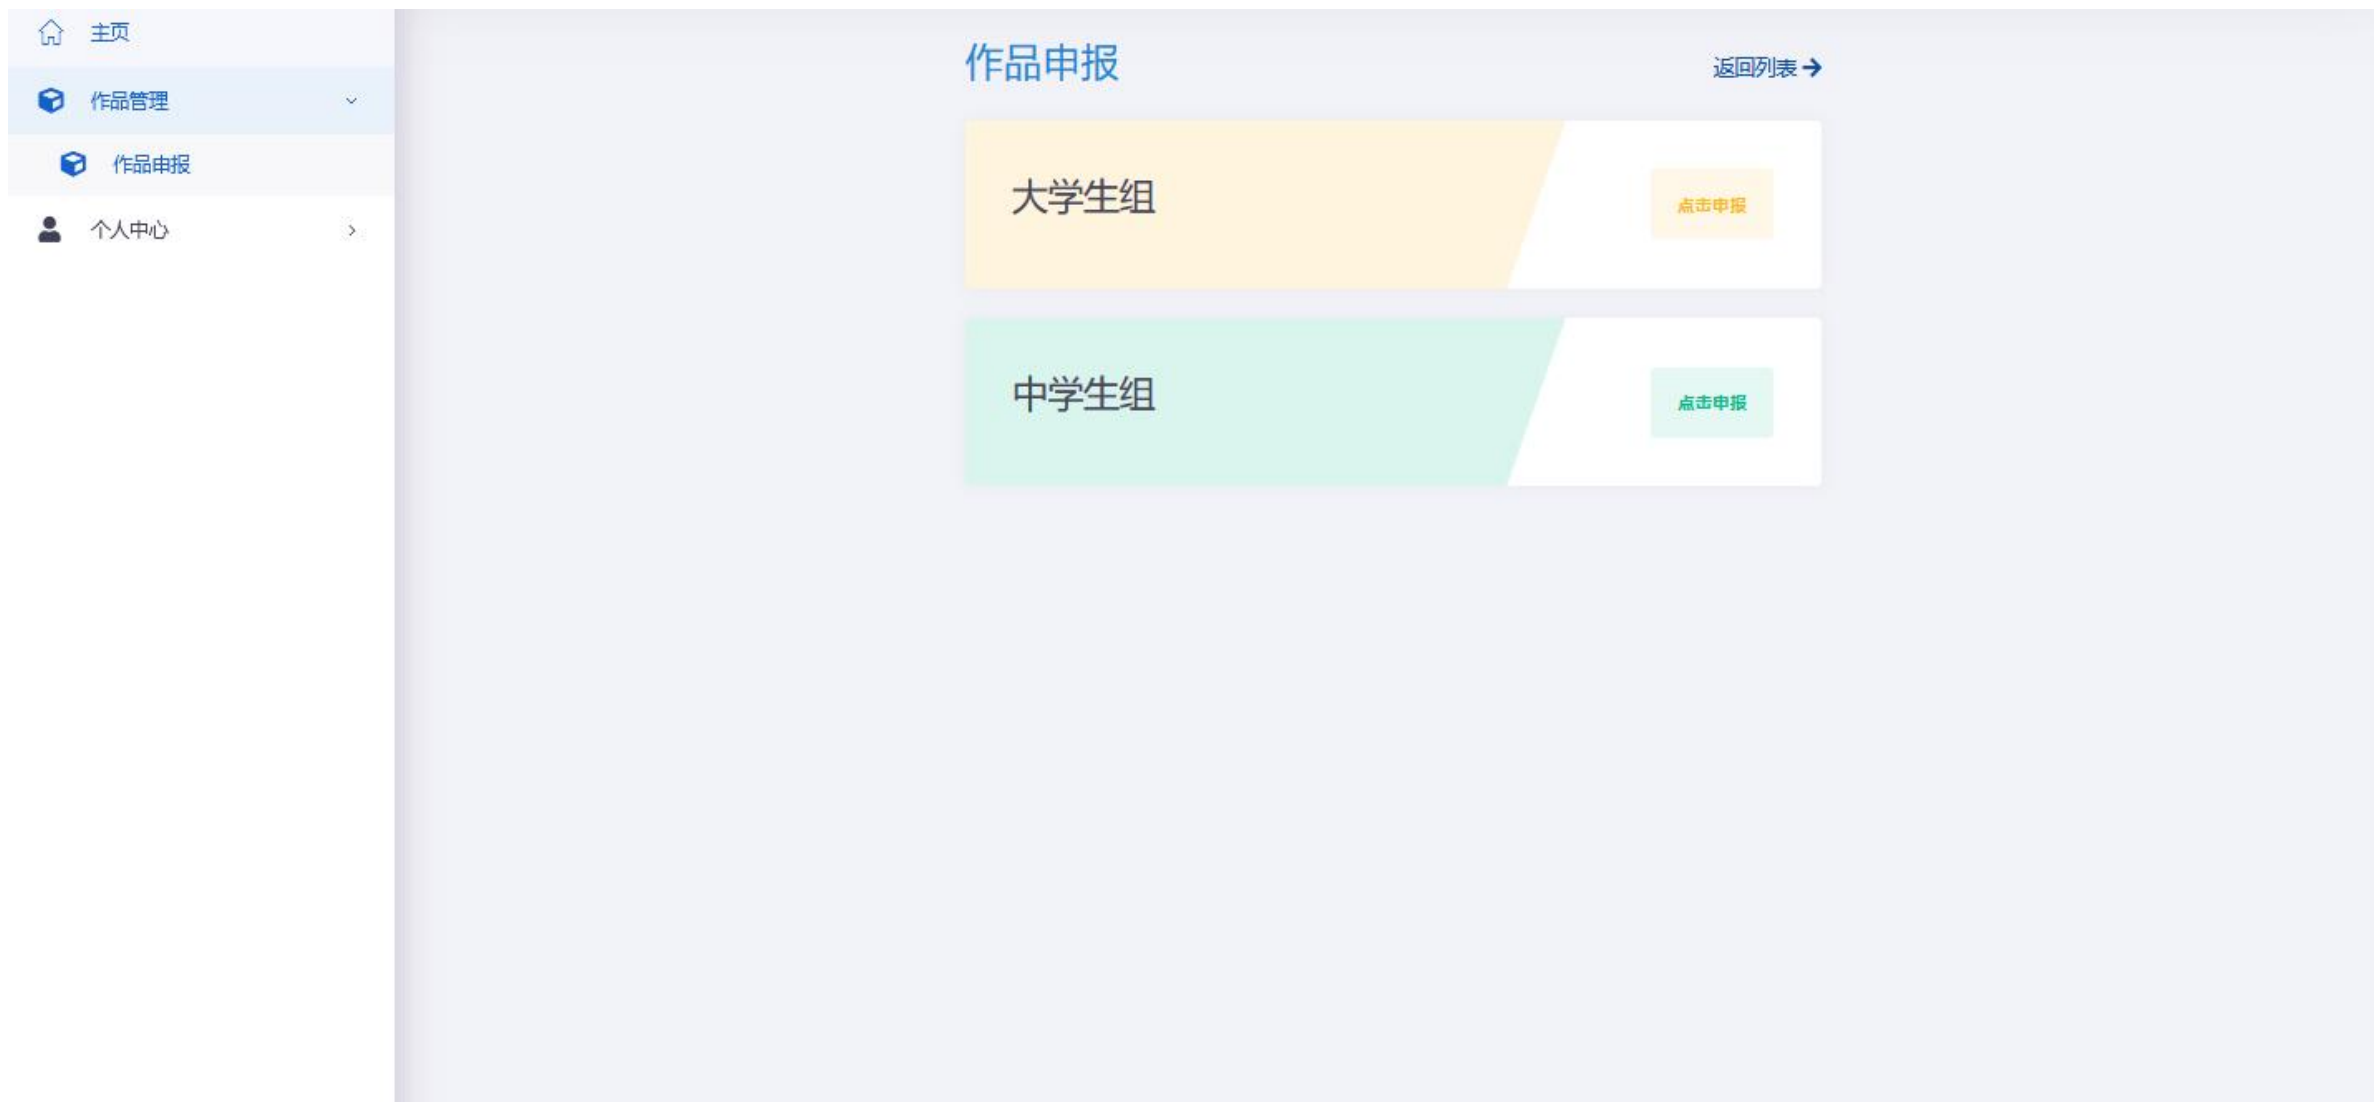 主页
作品管理
作品申报
个人中心
作品申报
返回列表
大学生组
点击申报
中学生组
点击申报